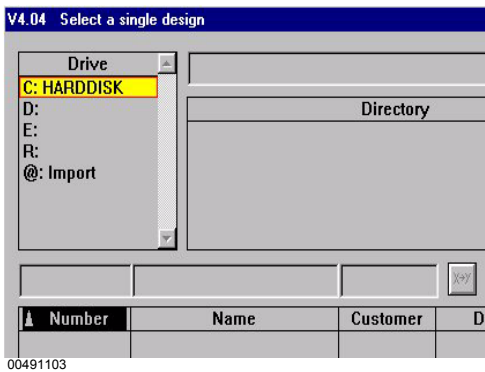 V4.04 Select a single design
Drive
C: HARDDISK
D:
E:
R:
@: Import
Directory
X→Y
Number Name Customer D
00491103